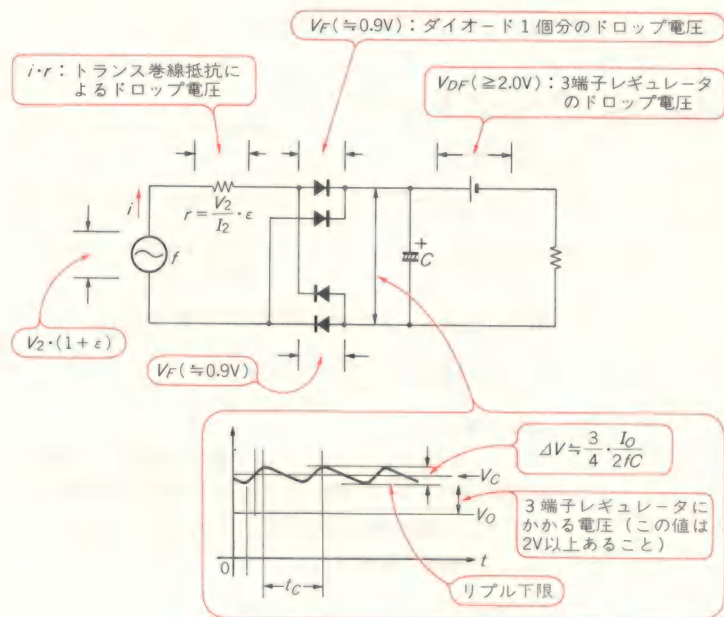 V_F(≒0.9V)：ダイオード1個分のドロップ電圧
i・r：トランス巻線抵抗に
よるドロップ電圧
V_DF(≧2.0V)：3端子レギュレータ
のドロップ電圧
i
r=V₂/I₂・ε
f
+
C
V₂・(1+ε)
V_F(≒0.9V)
ΔV≒3/4・I_O/2fC
V_C
V_O
3端子レギュレータに
かかる電圧（この値は
2V以上あること）
0
t
t_C
リプル下限